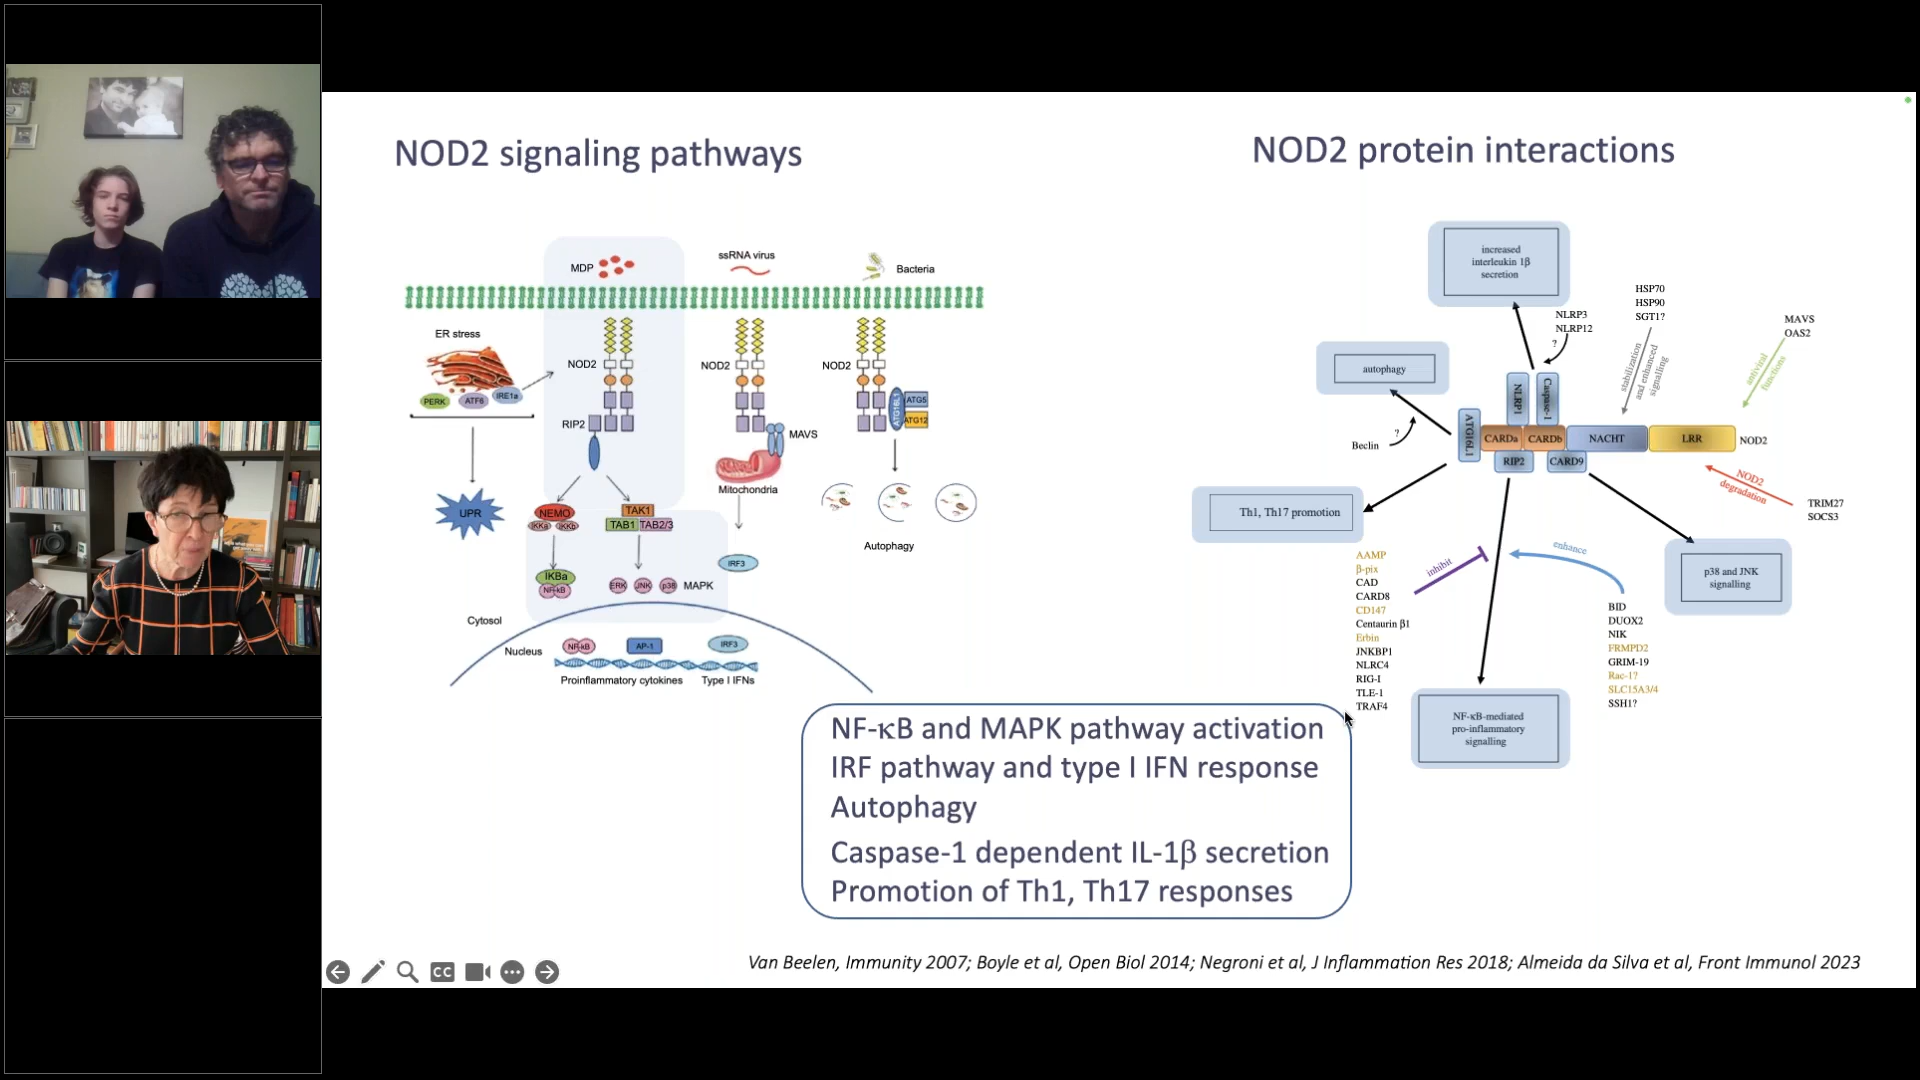 NOD2 signaling pathways
NOD2 protein interactions
MDP
ssRNA virus
Bacteria
ER stress
PERK
ATF6
IRE1a
NOD2
NOD2
NOD2
RIP2
MAVS
ATG16L1
ATG5
ATG12
UPR
Mitochondria
NEMO
IKKa
IKKb
TAK1
TAB1
TAB2/3
Autophagy
IKBa
NF-kB
ERK
JNK
p38
MAPK
IRF3
Cytosol
Nucleus
NF-kB
AP-1
IRF3
Proinflammatory cytokines
Type I IFNs
increased
interleukin 1β
secretion
NLRP3
NLRP12
?
HSP70
HSP90
SGT1?
stabilization
and enhanced
signalling
MAVS
OAS2
antiviral
functions
autophagy
Beclin
?
NLRP1
Caspase-1
ATG16L1
CARDa
CARDb
NACHT
LRR
NOD2
RIP2
CARD9
NOD2
degradation
TRIM27
SOCS3
Th1, Th17 promotion
AAMP
β-pix
CAD
CARD8
CD147
Centaurin β1
Erbin
JNKBP1
NLRC4
RIG-I
TLE-1
TRAF4
inhibit
enhance
BID
DUOX2
NIK
FRMPD2
GRIM-19
Rac-1?
SLC15A3/4
SSH1?
p38 and JNK
signalling
NF-κB-mediated
pro-inflammatory
signalling
NF-κB and MAPK pathway activation
IRF pathway and type I IFN response
Autophagy
Caspase-1 dependent IL-1β secretion
Promotion of Th1, Th17 responses
Van Beelen, Immunity 2007; Boyle et al, Open Biol 2014; Negroni et al, J Inflammation Res 2018; Almeida da Silva et al, Front Immunol 2023
CC